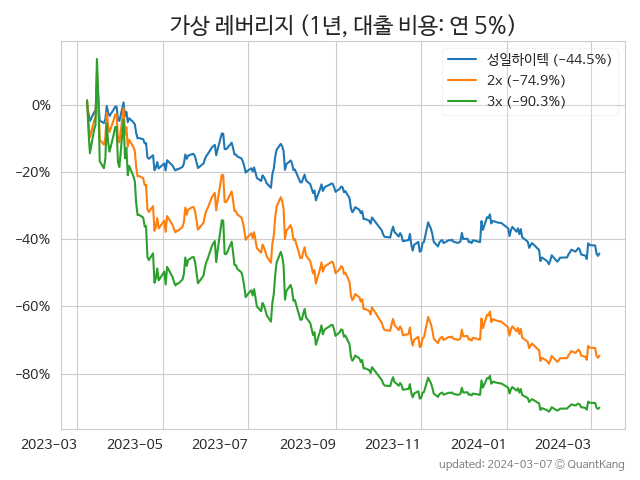 가상 레버리지 (1년, 대출 비용: 연 5%)
성일하이텍 (−44.5%)
2x (−74.9%)
3x (−90.3%)
0%
−20%
−40%
−60%
−80%
2023−03 2023−05 2023−07 2023−09 2023−11 2024−01 2024−03
updated: 2024−03−07 © QuantKang